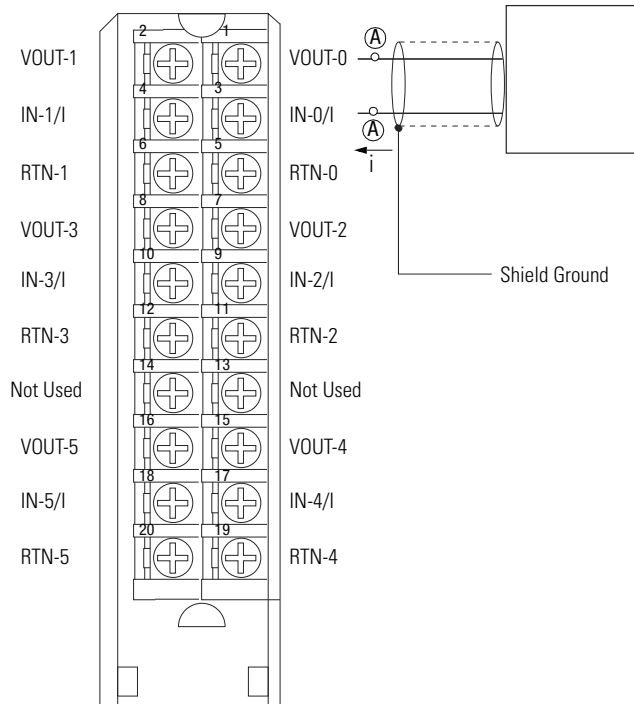 2 1
VOUT-1 VOUT-0 A
4 3
IN-1/I IN-0/I A
6 5 i
RTN-1 RTN-0
8 7
VOUT-3 VOUT-2
10 9
IN-3/I IN-2/I Shield Ground
12 11
RTN-3 RTN-2
14 13
Not Used Not Used
16 15
VOUT-5 VOUT-4
18 17
IN-5/I IN-4/I
20 19
RTN-5 RTN-4